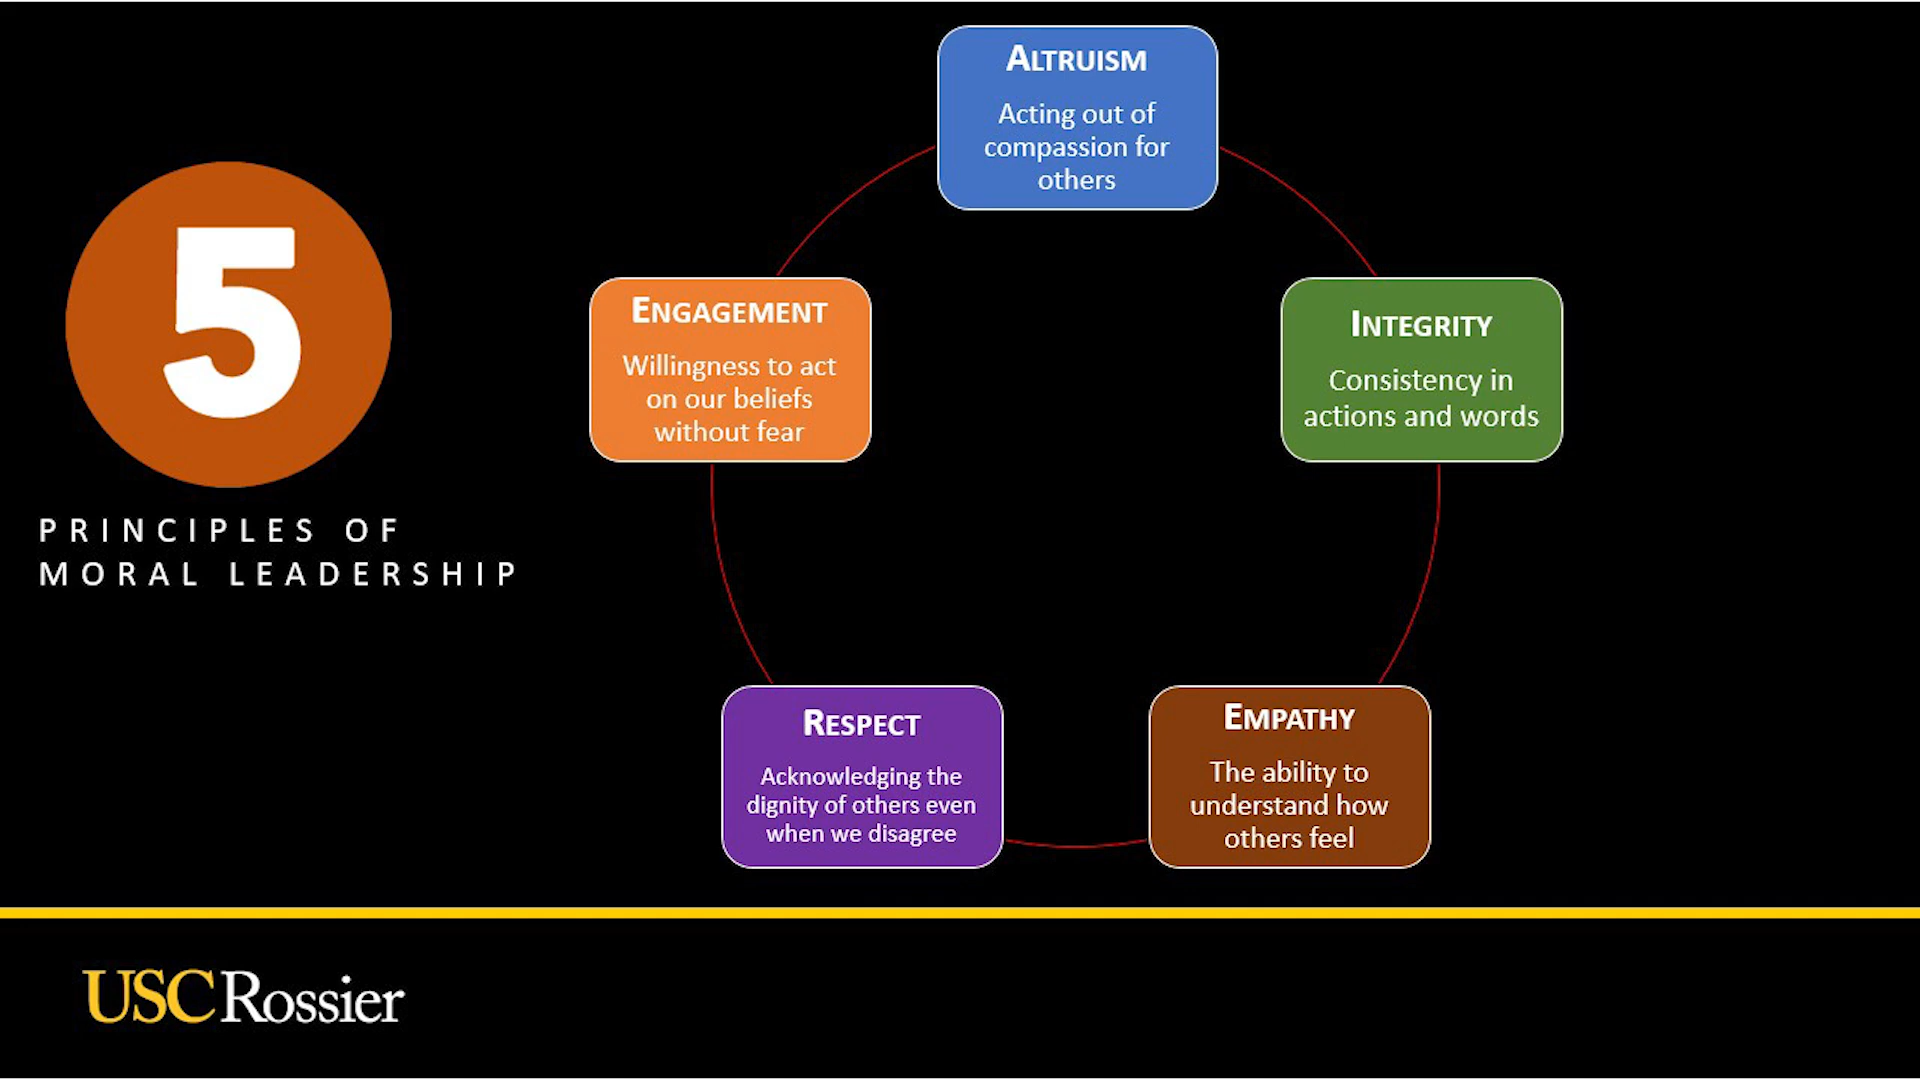 5
PRINCIPLES OF
MORAL LEADERSHIP
ALTRUISM
Acting out of
compassion for
others
INTEGRITY
Consistency in
actions and words
EMPATHY
The ability to
understand how
others feel
RESPECT
Acknowledging the
dignity of others even
when we disagree
ENGAGEMENT
Willingness to act
on our beliefs
without fear
USC Rossier